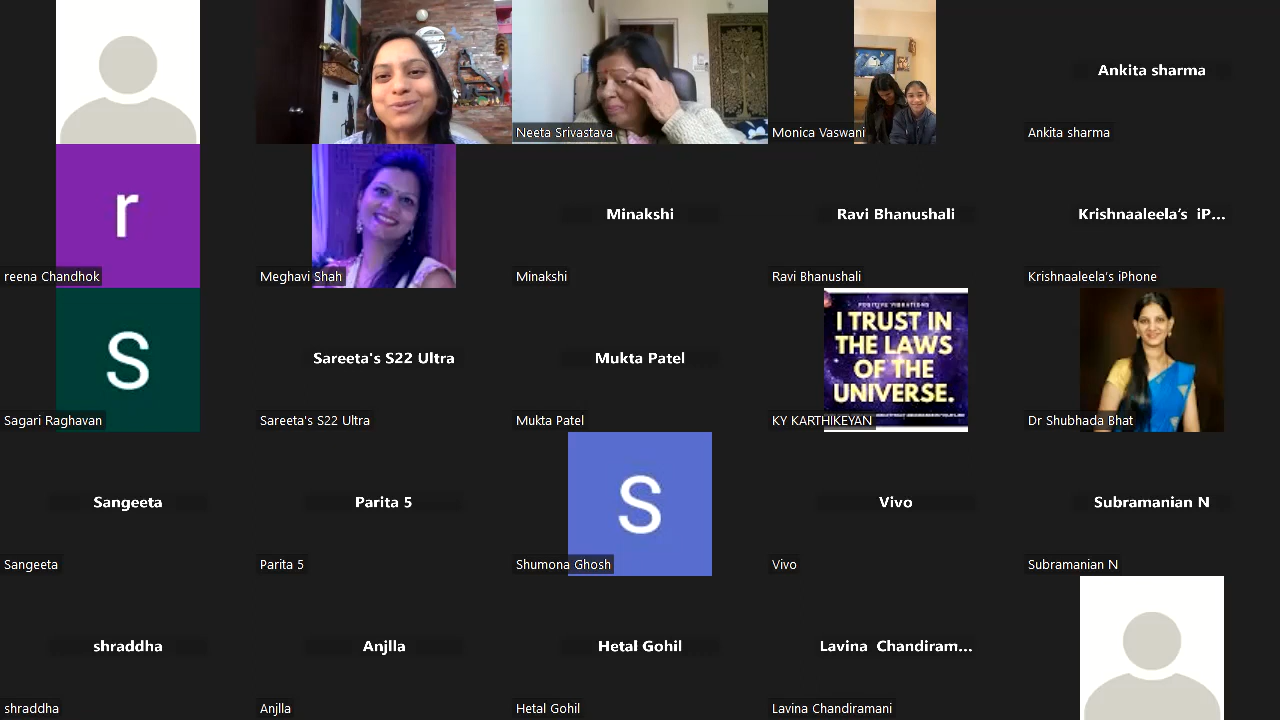 Neeta Srivastava
Monica Vaswani
Ankita sharma
Ankita sharma
r
reena Chandhok
Meghavi Shah
Minakshi
Minakshi
Ravi Bhanushali
Ravi Bhanushali
Krishnaaleela's iP...
Krishnaaleela's iPhone
S
Sagari Raghavan
Sareeta's S22 Ultra
Sareeta's S22 Ultra
Mukta Patel
Mukta Patel
POSITIVE VIBRATIONS
I TRUST IN
THE LAWS
OF THE
UNIVERSE.
KY KARTHIKEYAN
Dr Shubhada Bhat
Sangeeta
Sangeeta
Parita 5
Parita 5
S
Shumona Ghosh
Vivo
Vivo
Subramanian N
Subramanian N
shraddha
shraddha
Anjlla
Anjlla
Hetal Gohil
Hetal Gohil
Lavina Chandiram...
Lavina Chandiramani